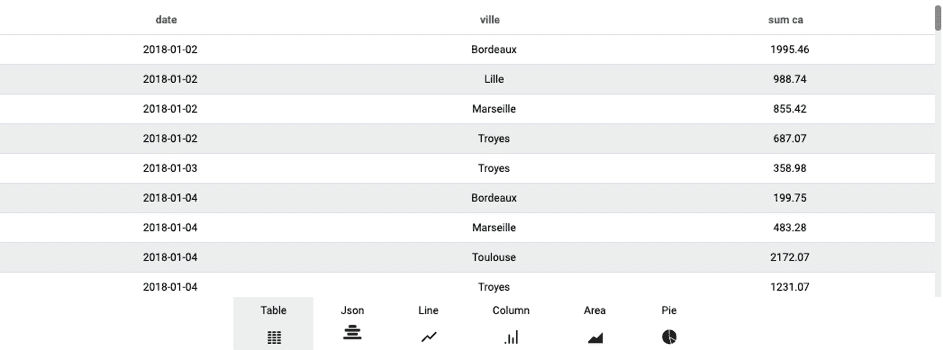 date ville sum ca
2018-01-02 Bordeaux 1995.46
2018-01-02 Lille 988.74
2018-01-02 Marseille 855.42
2018-01-02 Troyes 687.07
2018-01-03 Troyes 358.98
2018-01-04 Bordeaux 199.75
2018-01-04 Marseille 483.28
2018-01-04 Toulouse 2172.07
2018-01-04 Troyes 1231.07
Table Json Line Column Area Pie